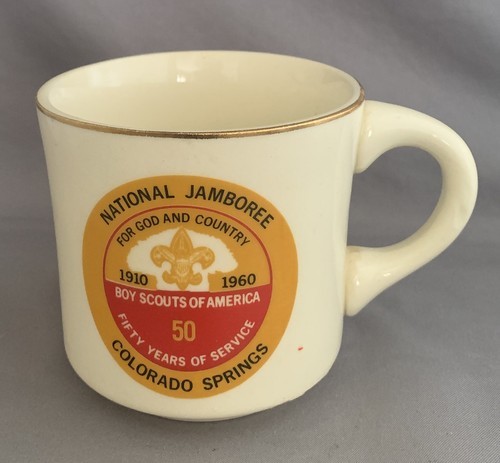 NATIONAL JAMBOREE
FOR GOD AND COUNTRY
1910 1960
BOY SCOUTS OF AMERICA
50
FIFTY YEARS OF SERVICE
COLORADO SPRINGS